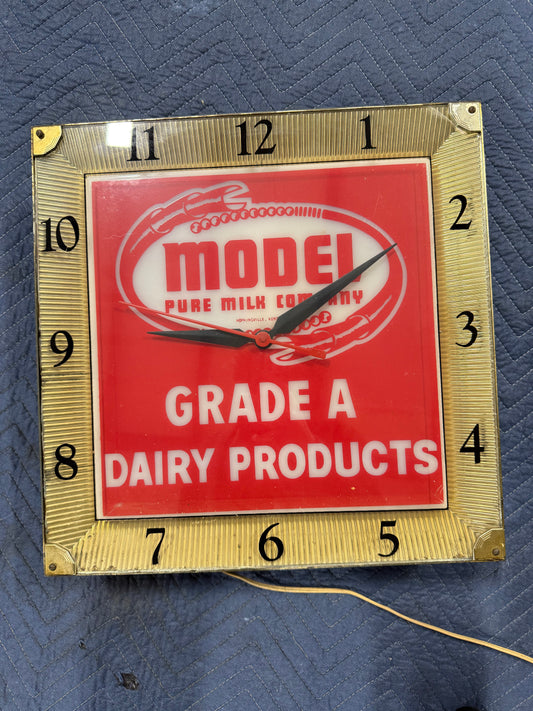 11 12 1
10 2
9 3
8 4
7 6 5
MODEL
PURE MILK COMPANY
HOPKINSVILLE,
GRADE A
DAIRY PRODUCTS